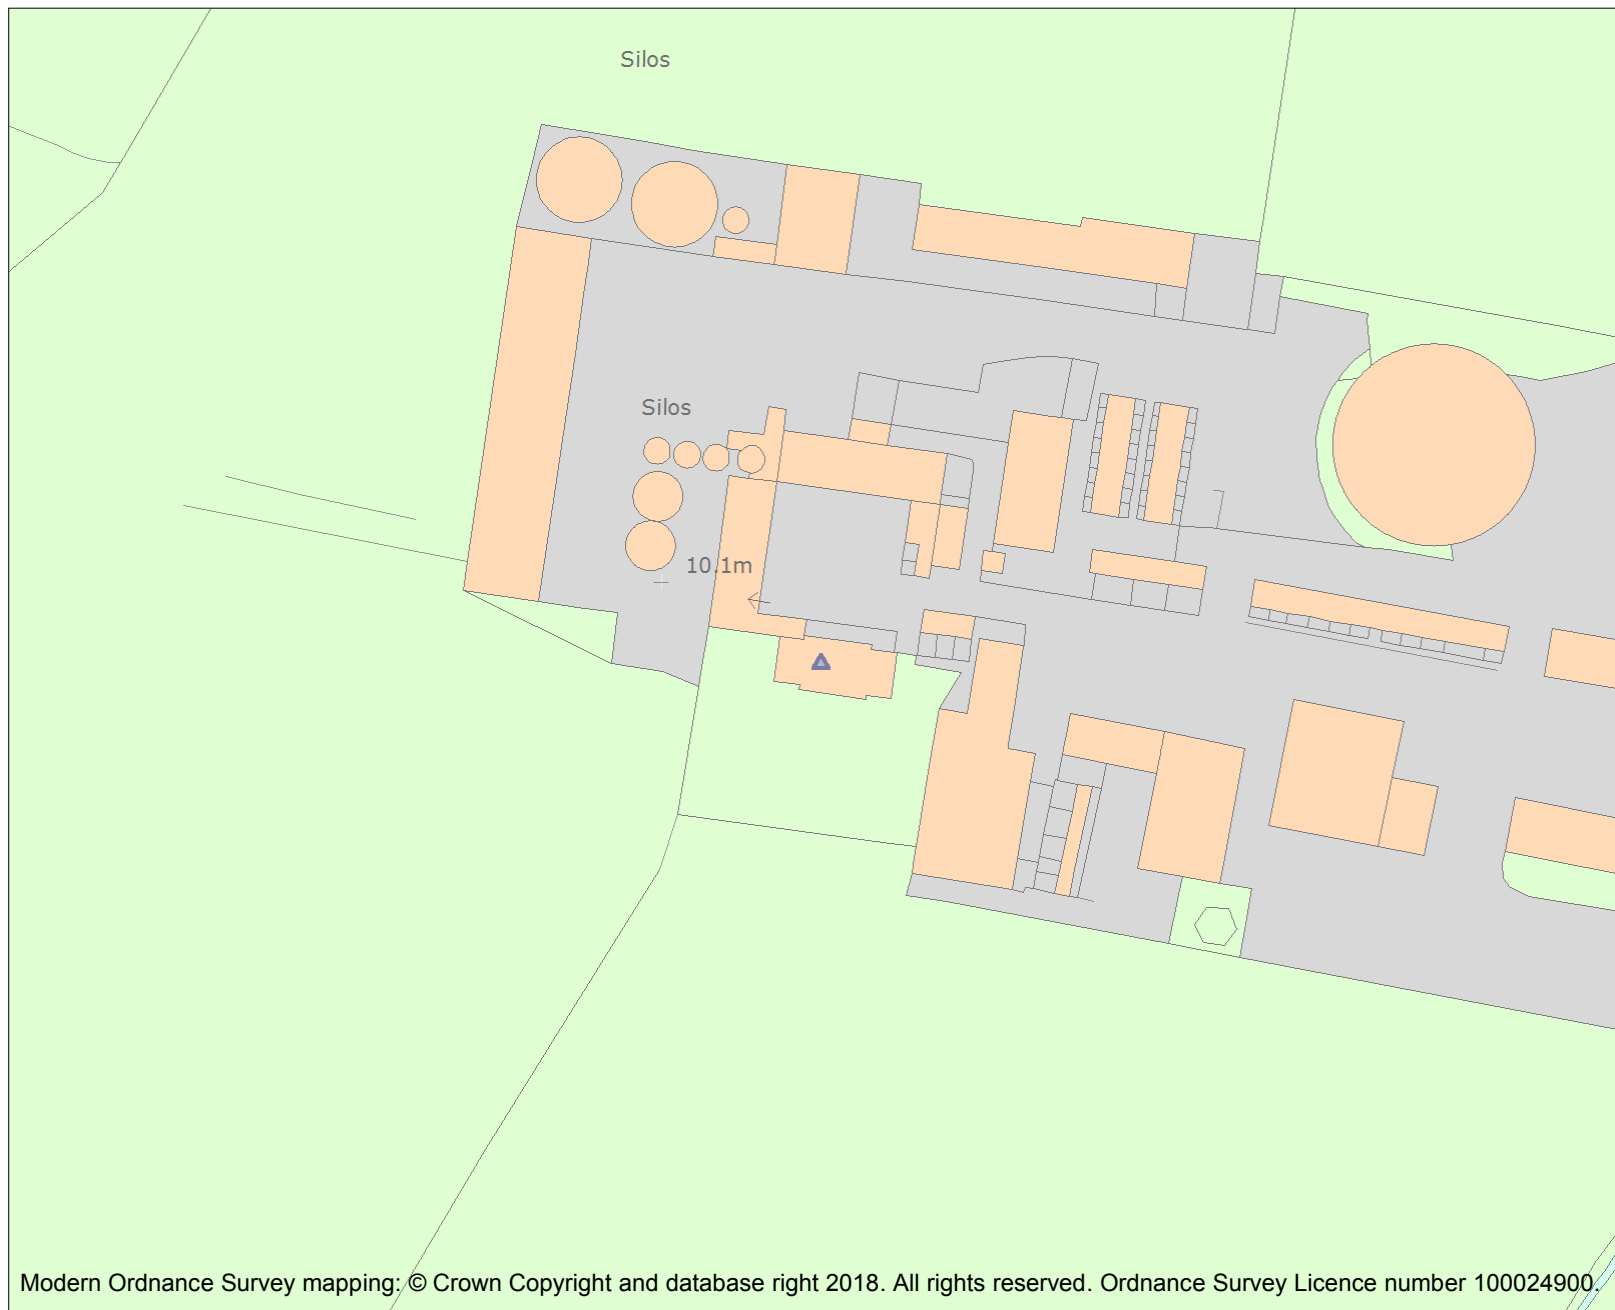 Silos
Silos
10.1m
Modern Ordnance Survey mapping: © Crown Copyright and database right 2018. All rights reserved. Ordnance Survey Licence number 100024900.